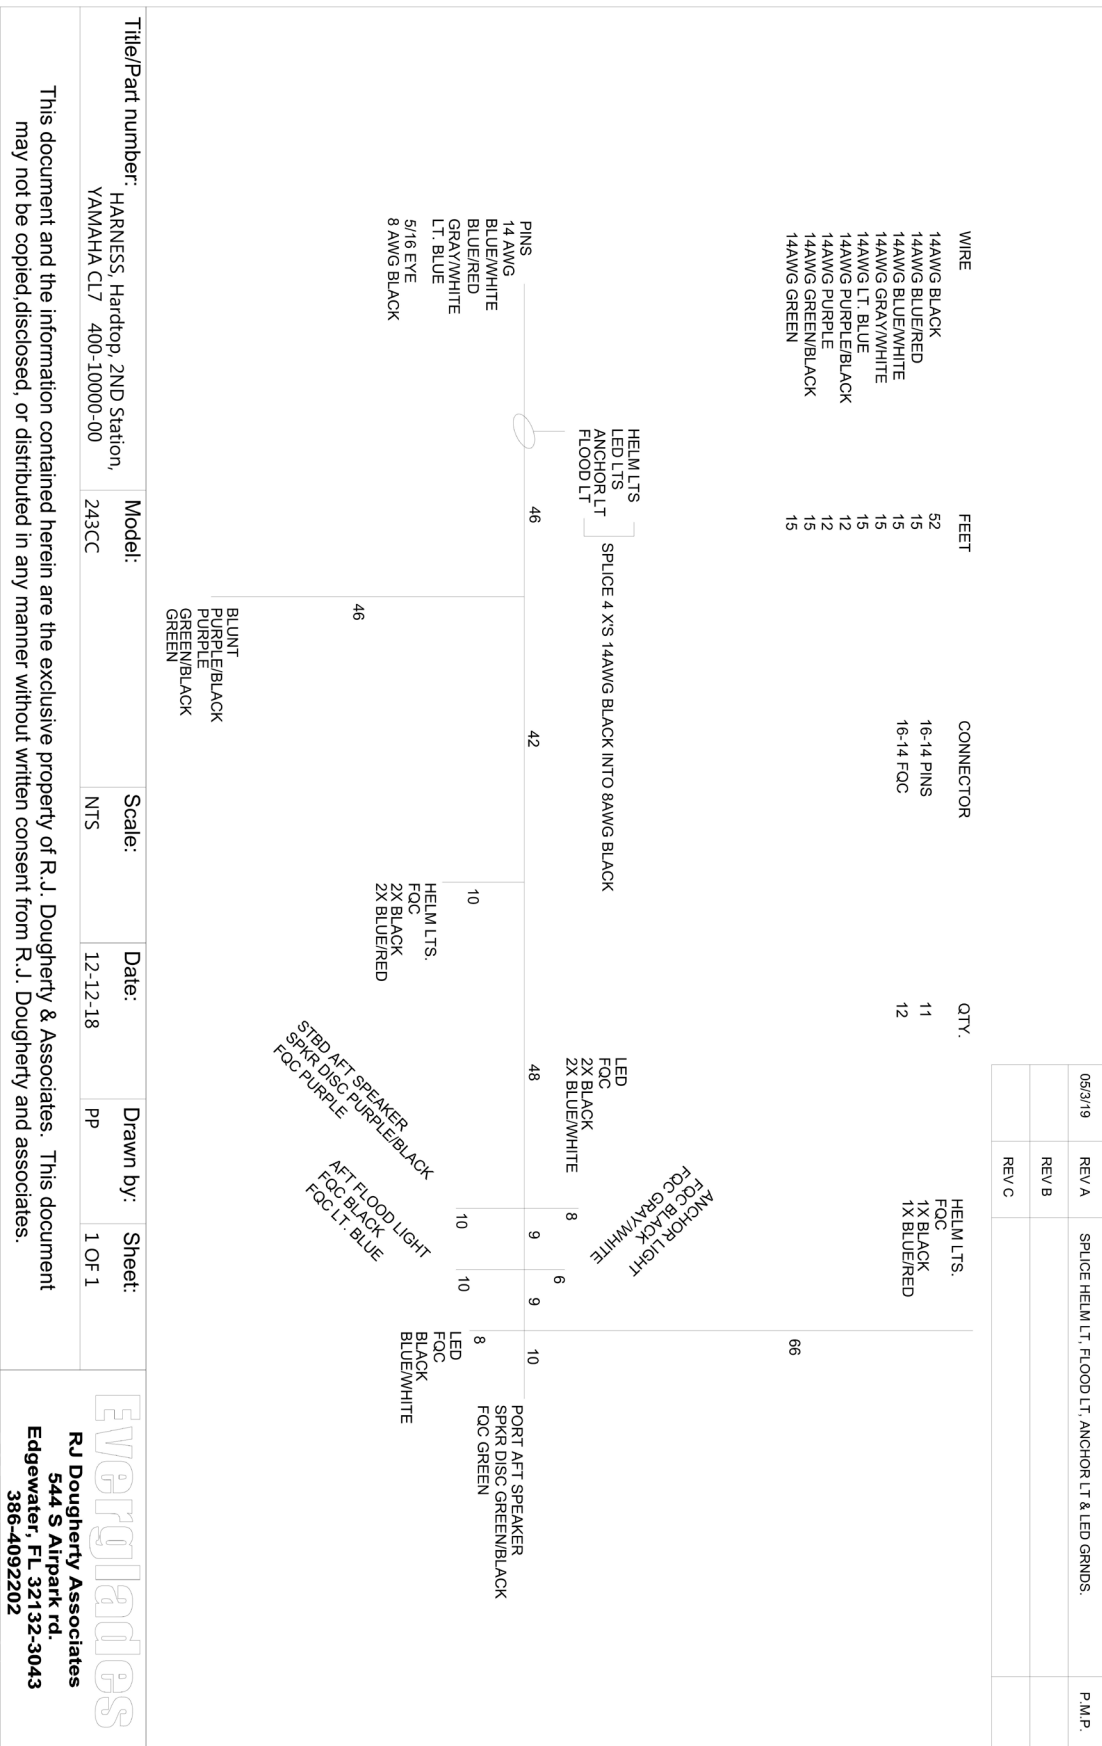 05/3/19 REV A SPLICE HELM LT, FLOOD LT, ANCHOR LT & LED GRNDS. P.M.P.
REV B
REV C
WIRE FEET CONNECTOR QTY.
14AWG BLACK 52 16-14 PINS 11
14AWG BLUE/RED 15 16-14 FQC 12
14AWG BLUE/WHITE 15
14AWG GRAY/WHITE 15
14AWG LT. BLUE 15
14AWG PURPLE/BLACK 12
14AWG PURPLE 12
14AWG GREEN/BLACK 15
14AWG GREEN 15
HELM LTS.
FQC
1X BLACK
1X BLUE/RED
66
HELM LTS
LED LTS
ANCHOR LT
FLOOD LT
SPLICE 4 X'S 14AWG BLACK INTO 8AWG BLACK
LED
FQC
2X BLACK
2X BLUE/WHITE
ANCHOR LIGHT
FQC BLACK
FQC GRAY/WHITE
8
6
PINS
14 AWG
BLUE/WHITE
BLUE/RED
GRAY/WHITE
LT. BLUE
5/16 EYE
8 AWG BLACK
46
42
48
9
9
10
PORT AFT SPEAKER
SPKR DISC GREEN/BLACK
FQC GREEN
46
BLUNT
PURPLE/BLACK
PURPLE
GREEN/BLACK
GREEN
10
HELM LTS.
FQC
2X BLACK
2X BLUE/RED
10
STBD AFT SPEAKER
SPKR DISC PURPLE/BLACK
FQC PURPLE
10
AFT FLOOD LIGHT
FQC BLACK
FQC LT. BLUE
8
LED
FQC
BLACK
BLUE/WHITE
Title/Part number: Model: Scale: Date: Drawn by: Sheet:
HARNESS, Hardtop, 2ND Station,
YAMAHA CL7 400-10000-00 243CC NTS 12-12-18 PP 1 OF 1
This document and the information contained herein are the exclusive property of R.J. Dougherty & Associates. This document
may not be copied,disclosed, or distributed in any manner without written consent from R.J. Dougherty and associates.
Everglades
RJ Dougherty Associates
544 S Airpark rd.
Edgewater, FL 32132-3043
386-4092202